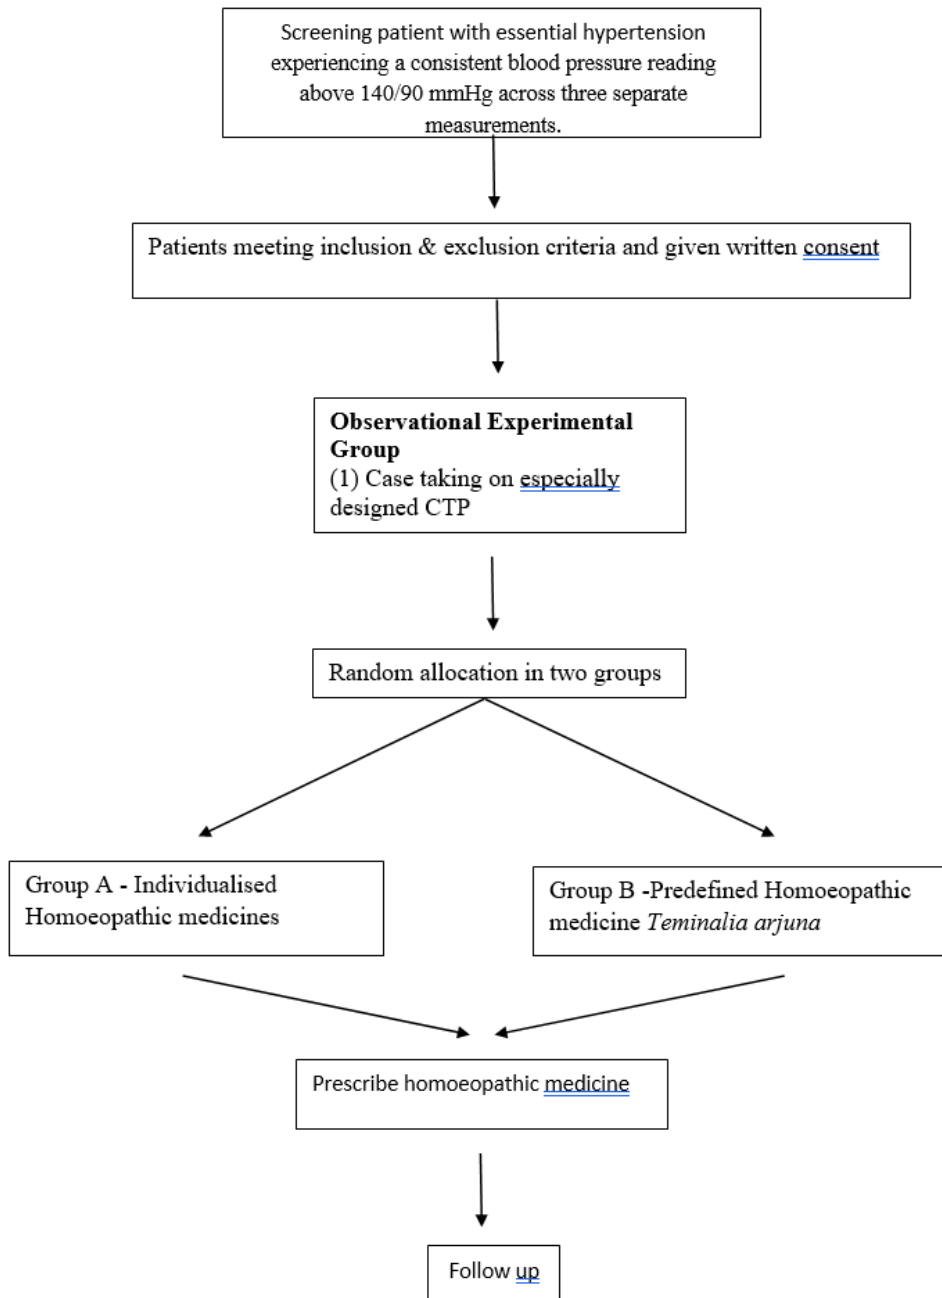 Screening patient with essential hypertension
experiencing a consistent blood pressure reading
above 140/90 mmHg across three separate
measurements.
Patients meeting inclusion & exclusion criteria and given written consent
Observational Experimental
Group
(1) Case taking on especially
designed CTP
Random allocation in two groups
Group A - Individualised
Homoeopathic medicines
Group B -Predefined Homoeopathic
medicine Teminalia arjuna
Prescribe homoeopathic medicine
Follow up